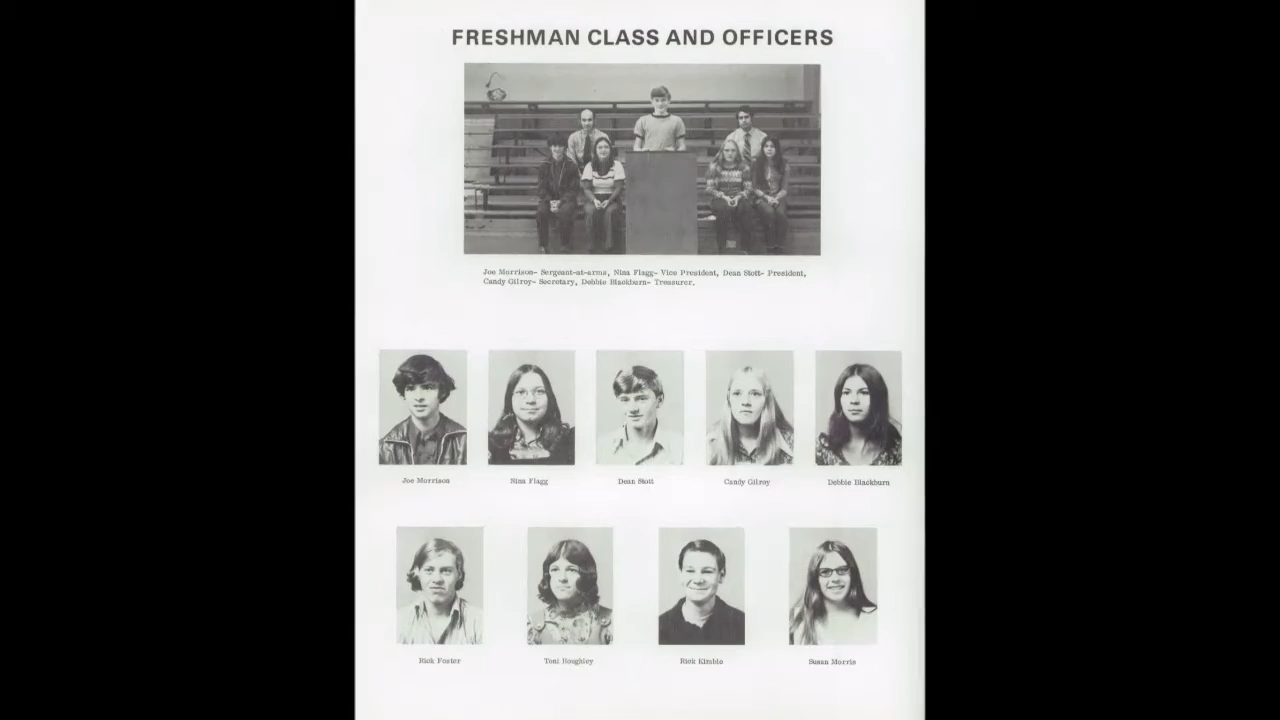 FRESHMAN CLASS AND OFFICERS
Joe Morrison- Sergeant-at-arms, Nina Flagg- Vice President, Dean Stott- President,
Candy Gilroy- Secretary, Debbie Blackburn- Treasurer.
Joe Morrison Nina Flagg Dean Stott Candy Gilroy Debbie Blackburn
Rick Foster Toni Houghley Rick Kimble Susan Morris